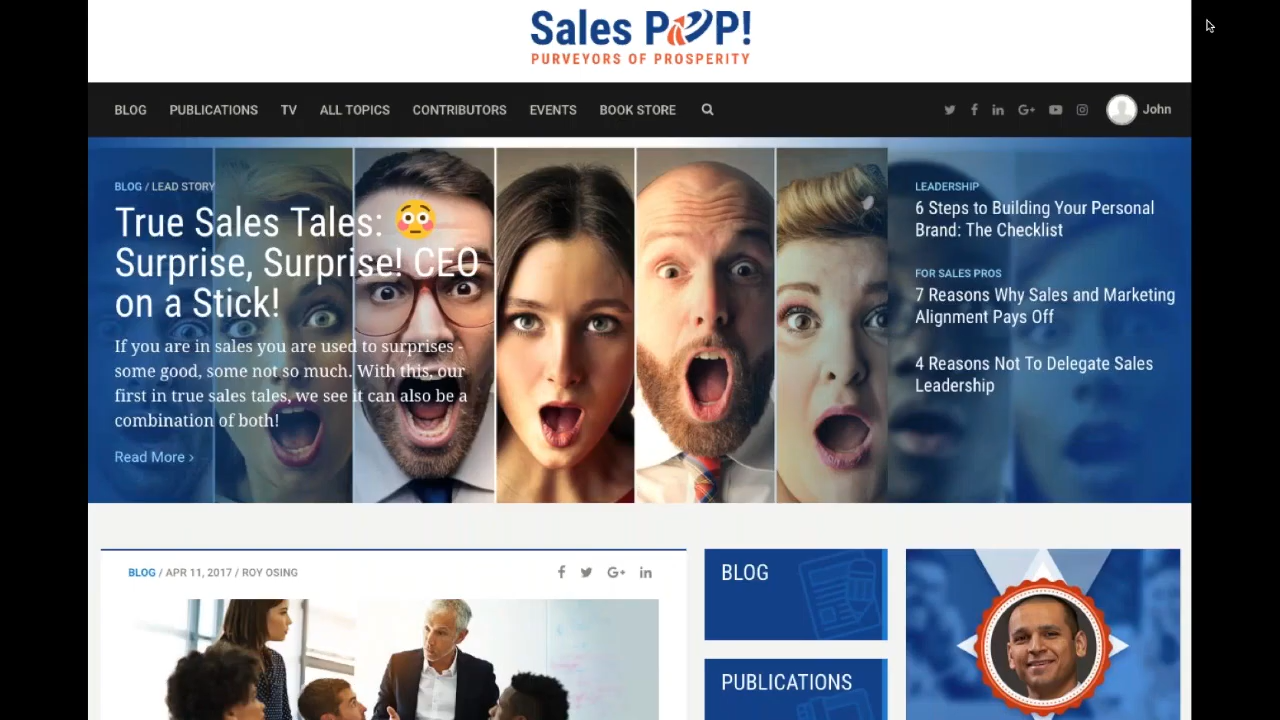 Sales POP!
PURVEYORS OF PROSPERITY
BLOG PUBLICATIONS TV ALL TOPICS CONTRIBUTORS EVENTS BOOK STORE
John
BLOG / LEAD STORY
True Sales Tales: 😳
Surprise, Surprise! CEO
on a Stick!
If you are in sales you are used to surprises -
some good, some not so much. With this, our
first in true sales tales, we see it can also be a
combination of both!
Read More ›
LEADERSHIP
6 Steps to Building Your Personal
Brand: The Checklist
FOR SALES PROS
7 Reasons Why Sales and Marketing
Alignment Pays Off
4 Reasons Not To Delegate Sales
Leadership
BLOG / APR 11, 2017 / ROY OSING
BLOG
PUBLICATIONS